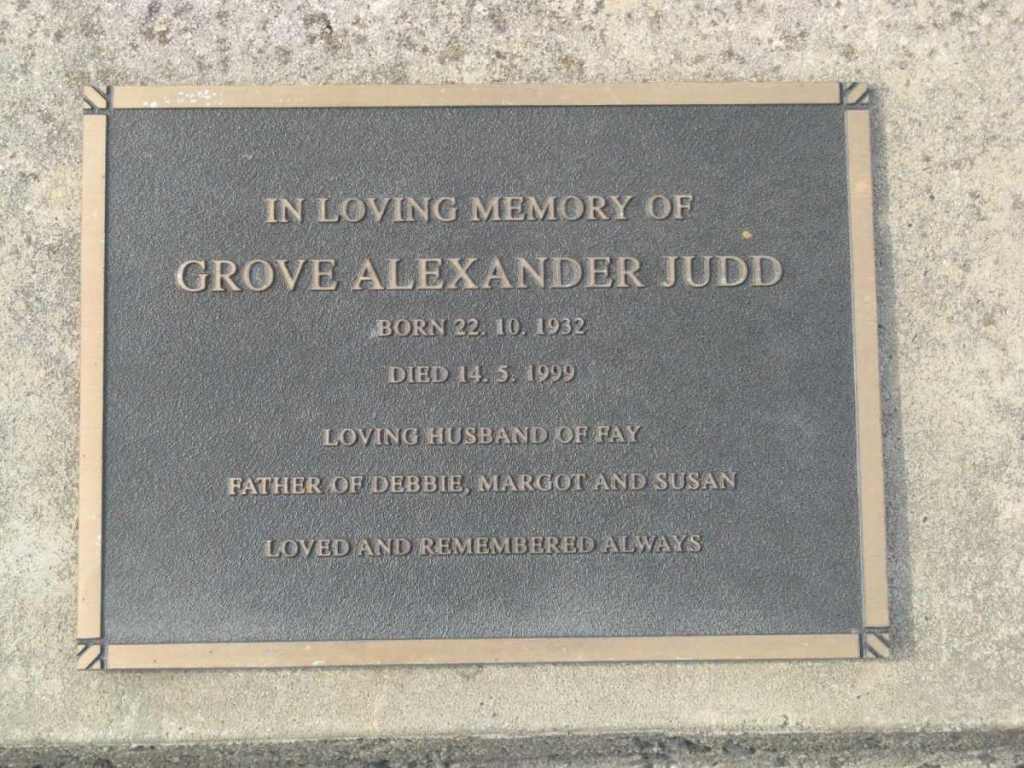 IN LOVING MEMORY OF
GROVE ALEXANDER JUDD
BORN 22. 10. 1932
DIED 14. 5. 1999
LOVING HUSBAND OF FAY
FATHER OF DEBBIE, MARGOT AND SUSAN
LOVED AND REMEMBERED ALWAYS